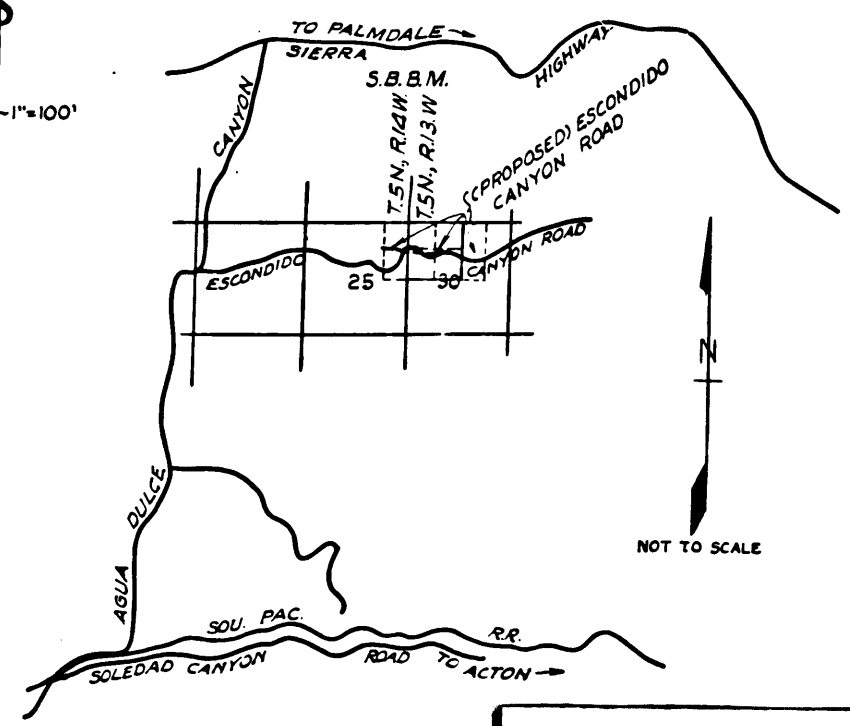 TO PALMDALE
SIERRA
HIGHWAY
~1"=100'
S.B.B.M.
CANYON
T.5N., R.14W.
T.5N., R.13.W
(PROPOSED) ESCONDIDO
CANYON ROAD
ESCONDIDO
CANYON ROAD
25
30
N
NOT TO SCALE
AGUA DULCE
SOU. PAC. R.R.
SOLEDAD CANYON ROAD TO ACTON